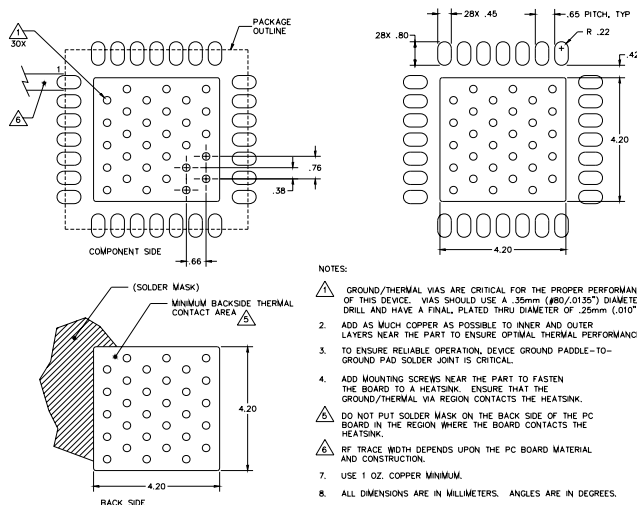 1
30X
PACKAGE
OUTLINE
1
6
.76
.38
.66
COMPONENT SIDE
28X .45
.65 PITCH, TYP
28X .80
R .22
.42
4.20
4.20
(SOLDER MASK)
MINIMUM BACKSIDE THERMAL
CONTACT AREA 5
4.20
4.20
BACK SIDE
NOTES:
1 GROUND/THERMAL VIAS ARE CRITICAL FOR THE PROPER PERFORMAN
OF THIS DEVICE. VIAS SHOULD USE A .35mm (#80/.0135") DIAMETE
DRILL AND HAVE A FINAL, PLATED THRU DIAMETER OF .25mm (.010"
2. ADD AS MUCH COPPER AS POSSIBLE TO INNER AND OUTER
LAYERS NEAR THE PART TO ENSURE OPTIMAL THERMAL PERFORMANC
3. TO ENSURE RELIABLE OPERATION, DEVICE GROUND PADDLE-TO-
GROUND PAD SOLDER JOINT IS CRITICAL.
4. ADD MOUNTING SCREWS NEAR THE PART TO FASTEN
THE BOARD TO A HEATSINK. ENSURE THAT THE
GROUND/THERMAL VIA REGION CONTACTS THE HEATSINK.
5 DO NOT PUT SOLDER MASK ON THE BACK SIDE OF THE PC
BOARD IN THE REGION WHERE THE BOARD CONTACTS THE
HEATSINK.
6 RF TRACE WIDTH DEPENDS UPON THE PC BOARD MATERIAL
AND CONSTRUCTION.
7. USE 1 OZ. COPPER MINIMUM.
8. ALL DIMENSIONS ARE IN MILLIMETERS. ANGLES ARE IN DEGREES.